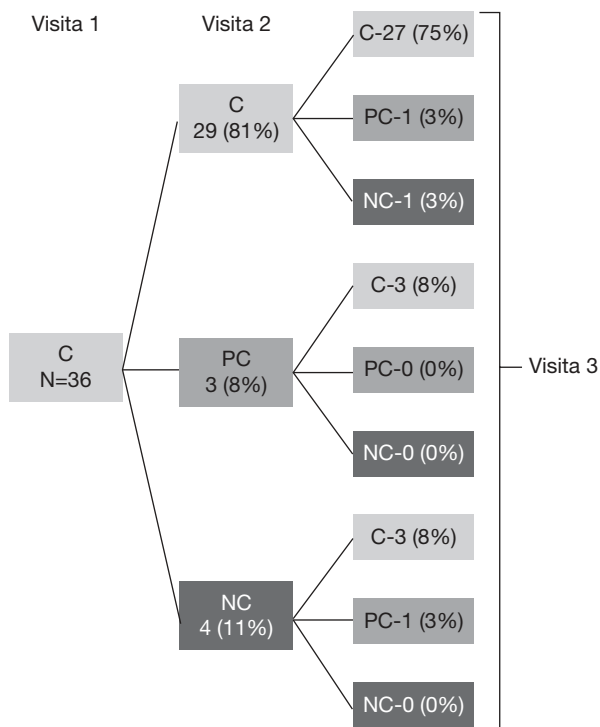 Visita 1
Visita 2
C-27 (75%)
C
29 (81%)
PC-1 (3%)
NC-1 (3%)
C-3 (8%)
C
N=36
PC
3 (8%)
PC-0 (0%)
Visita 3
NC-0 (0%)
C-3 (8%)
NC
4 (11%)
PC-1 (3%)
NC-0 (0%)